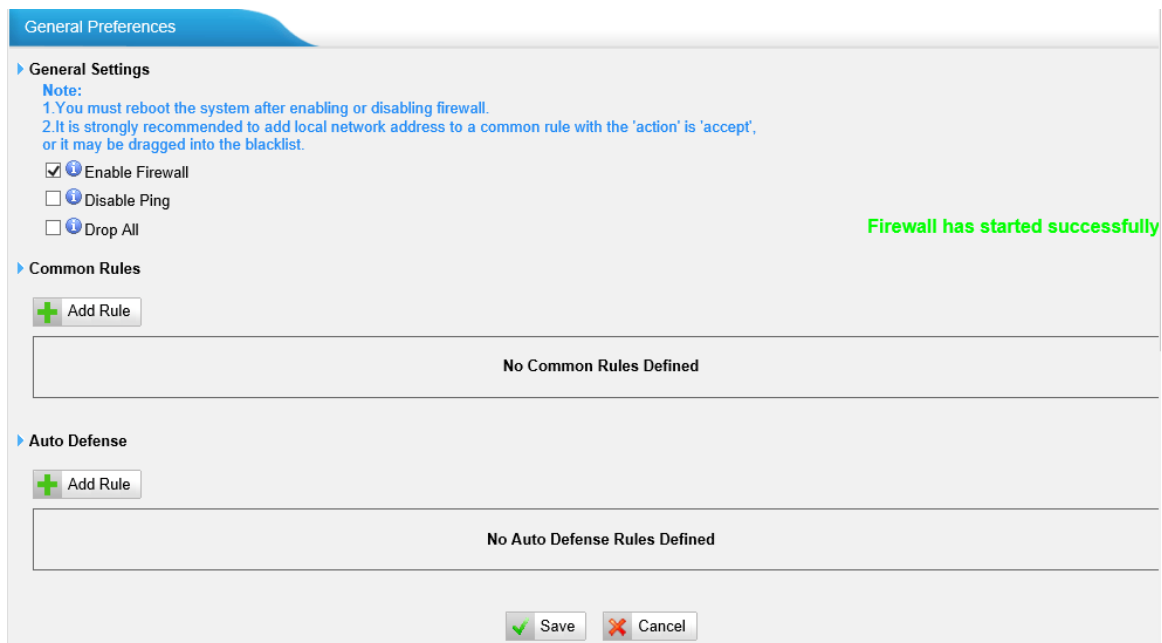 General Preferences
General Settings
Note:
1.You must reboot the system after enabling or disabling firewall.
2.It is strongly recommended to add local network address to a common rule with the 'action' is 'accept',
or it may be dragged into the blacklist.
Enable Firewall
Disable Ping
Drop All
Firewall has started successfully
Common Rules
Add Rule
No Common Rules Defined
Auto Defense
Add Rule
No Auto Defense Rules Defined
Save Cancel